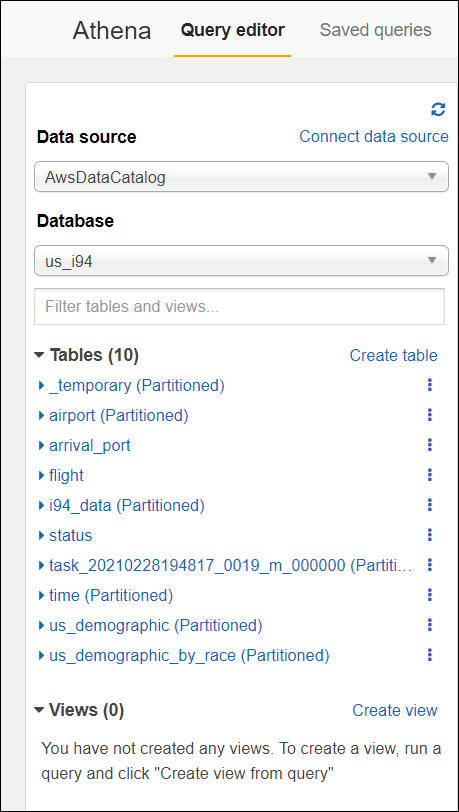 Athena Query editor Saved queries
Data source Connect data source
AwsDataCatalog
Database
us_i94
Filter tables and views...
Tables (10) Create table
_temporary (Partitioned)
airport (Partitioned)
arrival_port
flight
i94_data (Partitioned)
status
task_20210228194817_0019_m_000000 (Partiti...
time (Partitioned)
us_demographic (Partitioned)
us_demographic_by_race (Partitioned)
Views (0) Create view
You have not created any views. To create a view, run a
query and click "Create view from query"